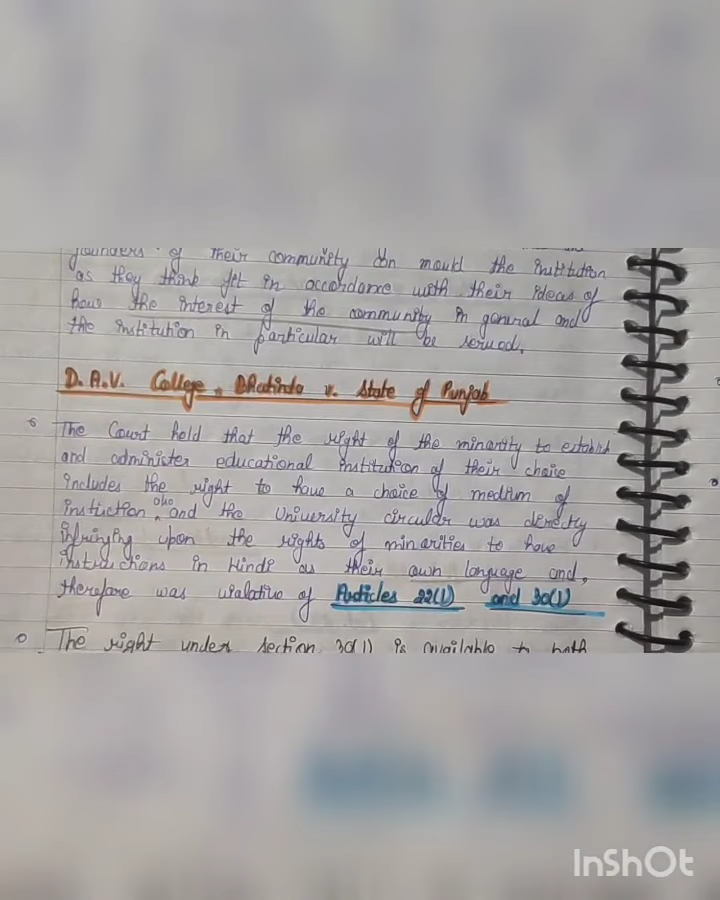 founders of their community can mould the institution
as they think fit in accordance with their ideas of
how the interest of the community in general and
the institution in particular will be served.
D.A.V. College, Bhatinda v. State of Punjab
The Court held that the right of the minority to establish
and administer educational institution of their choice
includes the right to have a choice of medium of
instuction also and the University circular was directly
infringing upon the rights of minorities to have
instructions in Hindi as their own language and,
therefore was violative of Articles 22(1) and 30(1)
The right under section 30(1) is available to both
InShOt